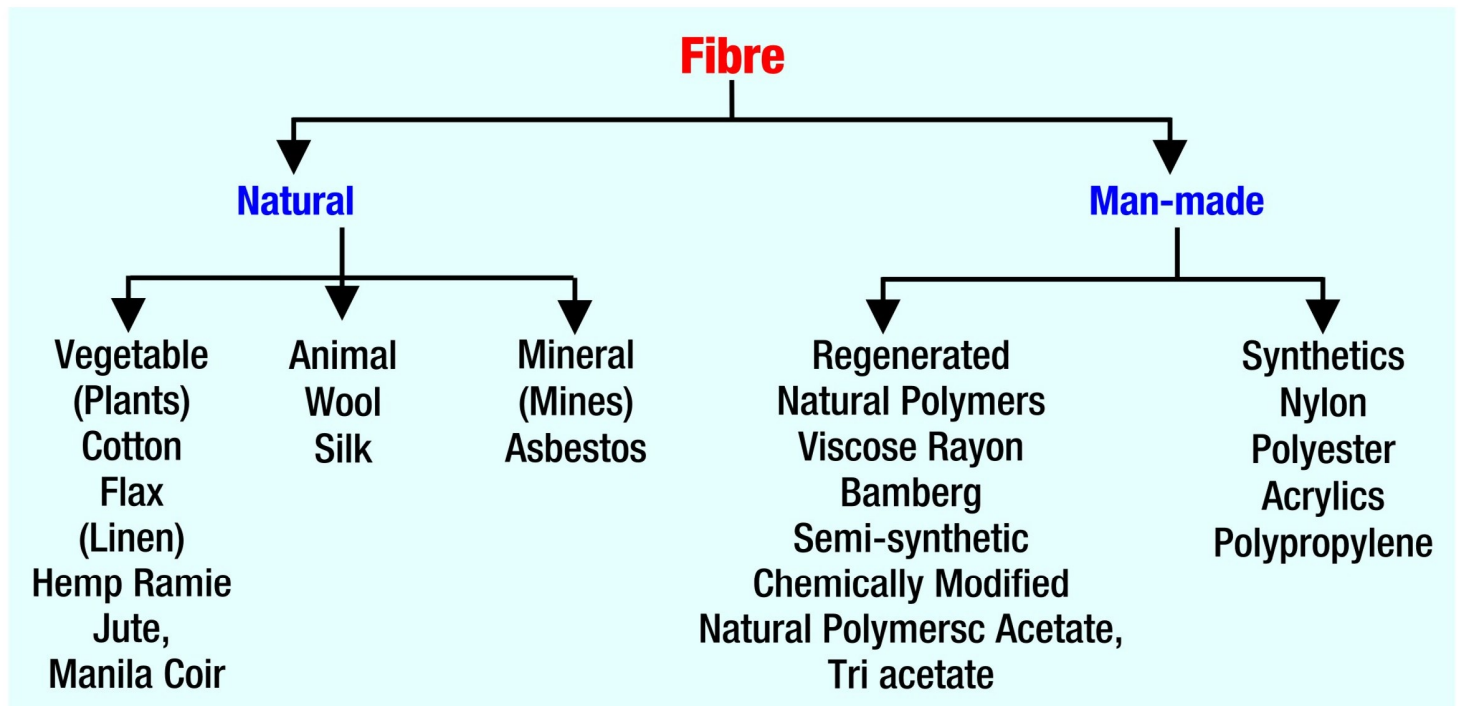 Fibre
Natural
Man-made
Vegetable
(Plants)
Cotton
Flax
(Linen)
Hemp Ramie
Jute,
Manila Coir
Animal
Wool
Silk
Mineral
(Mines)
Asbestos
Regenerated
Natural Polymers
Viscose Rayon
Bamberg
Semi-synthetic
Chemically Modified
Natural Polymersc Acetate,
Tri acetate
Synthetics
Nylon
Polyester
Acrylics
Polypropylene